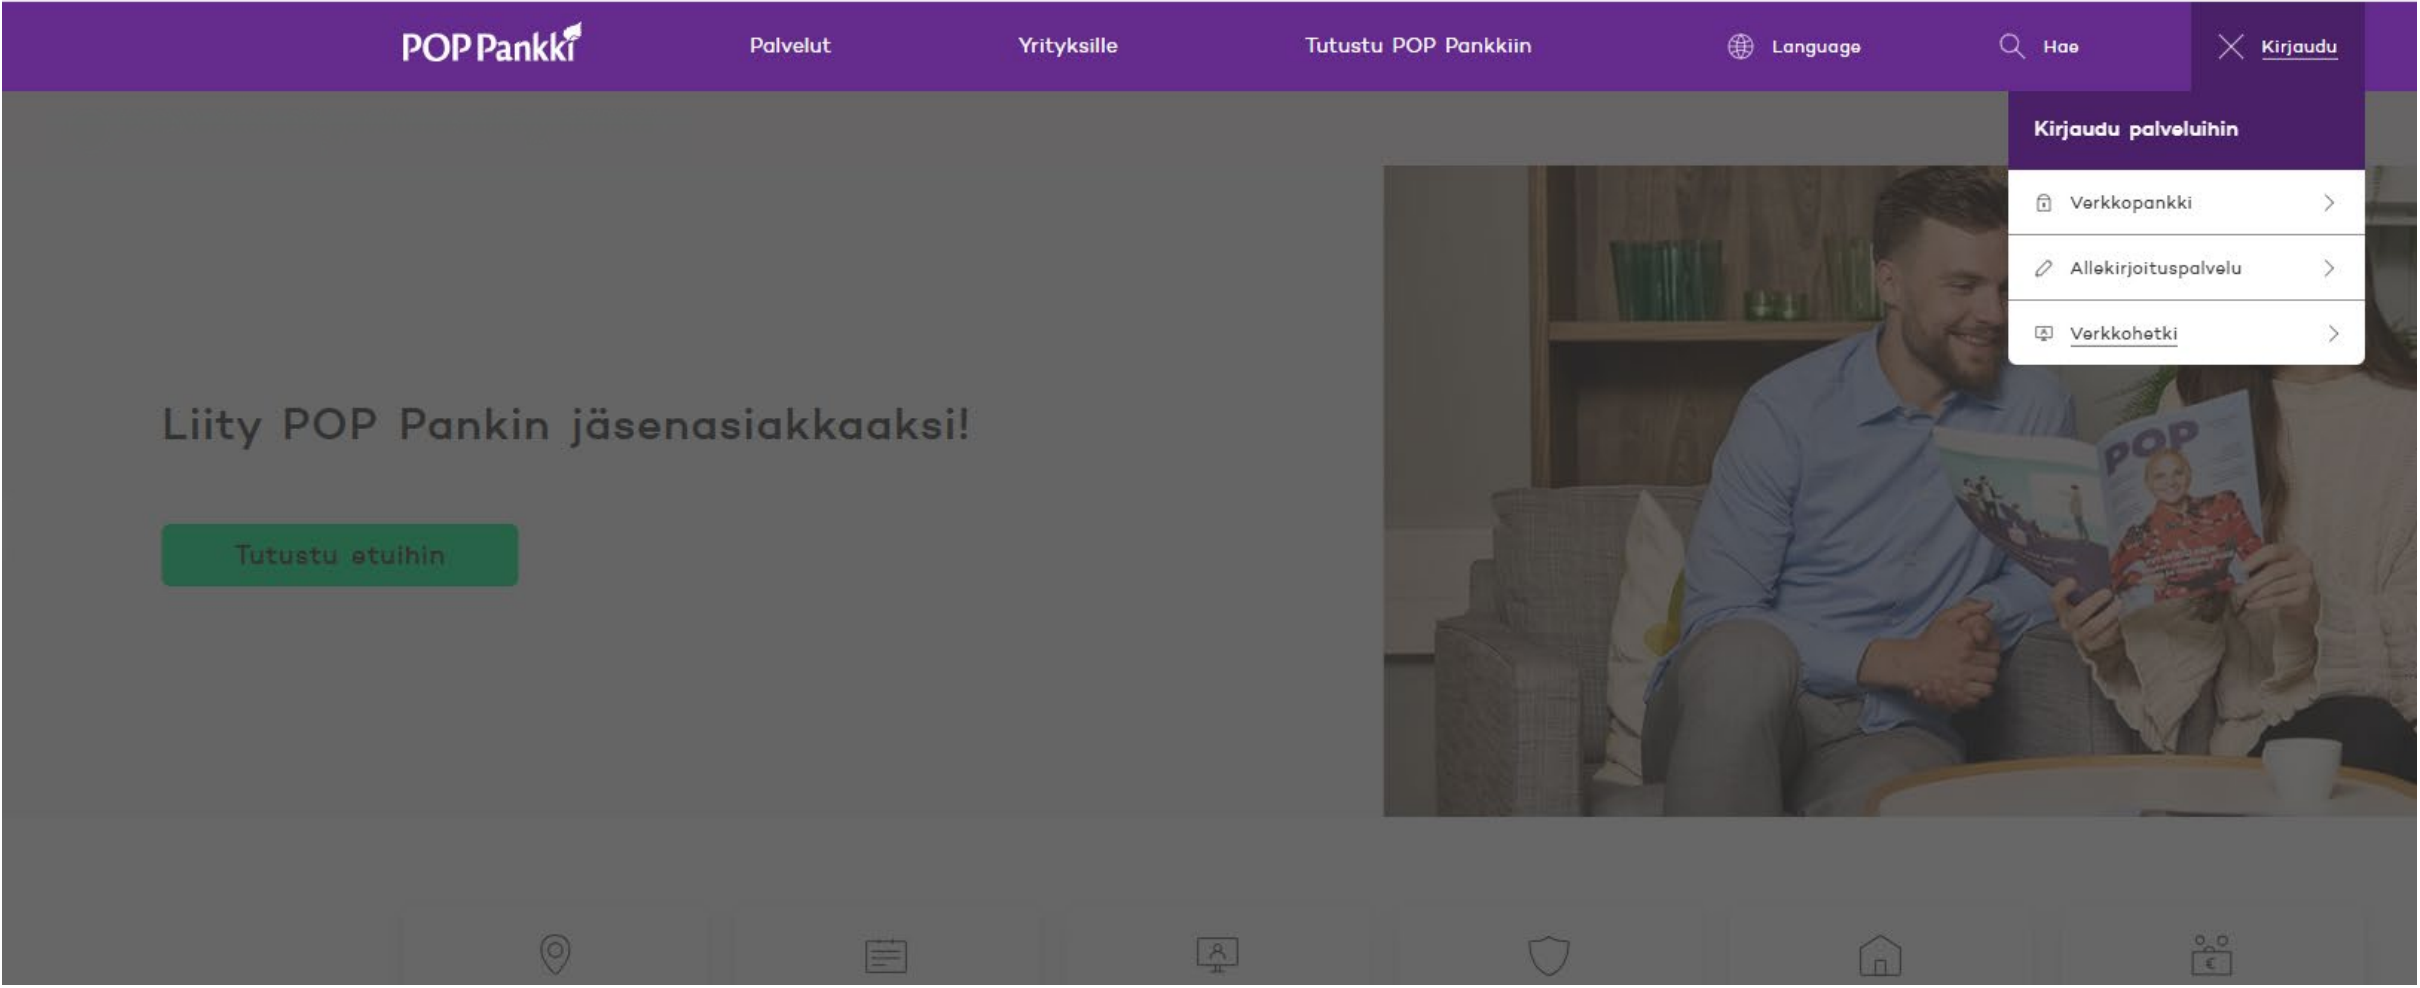 POP Pankki
Palvelut
Yrityksille
Tutustu POP Pankkiin
Language
Hae
Kirjaudu
Kirjaudu palveluihin
Verkkopankki
Allekirjoituspalvelu
Verkkohetki
Liity POP Pankin jäsenasiakkaaksi!
Tutustu etuihin
POP